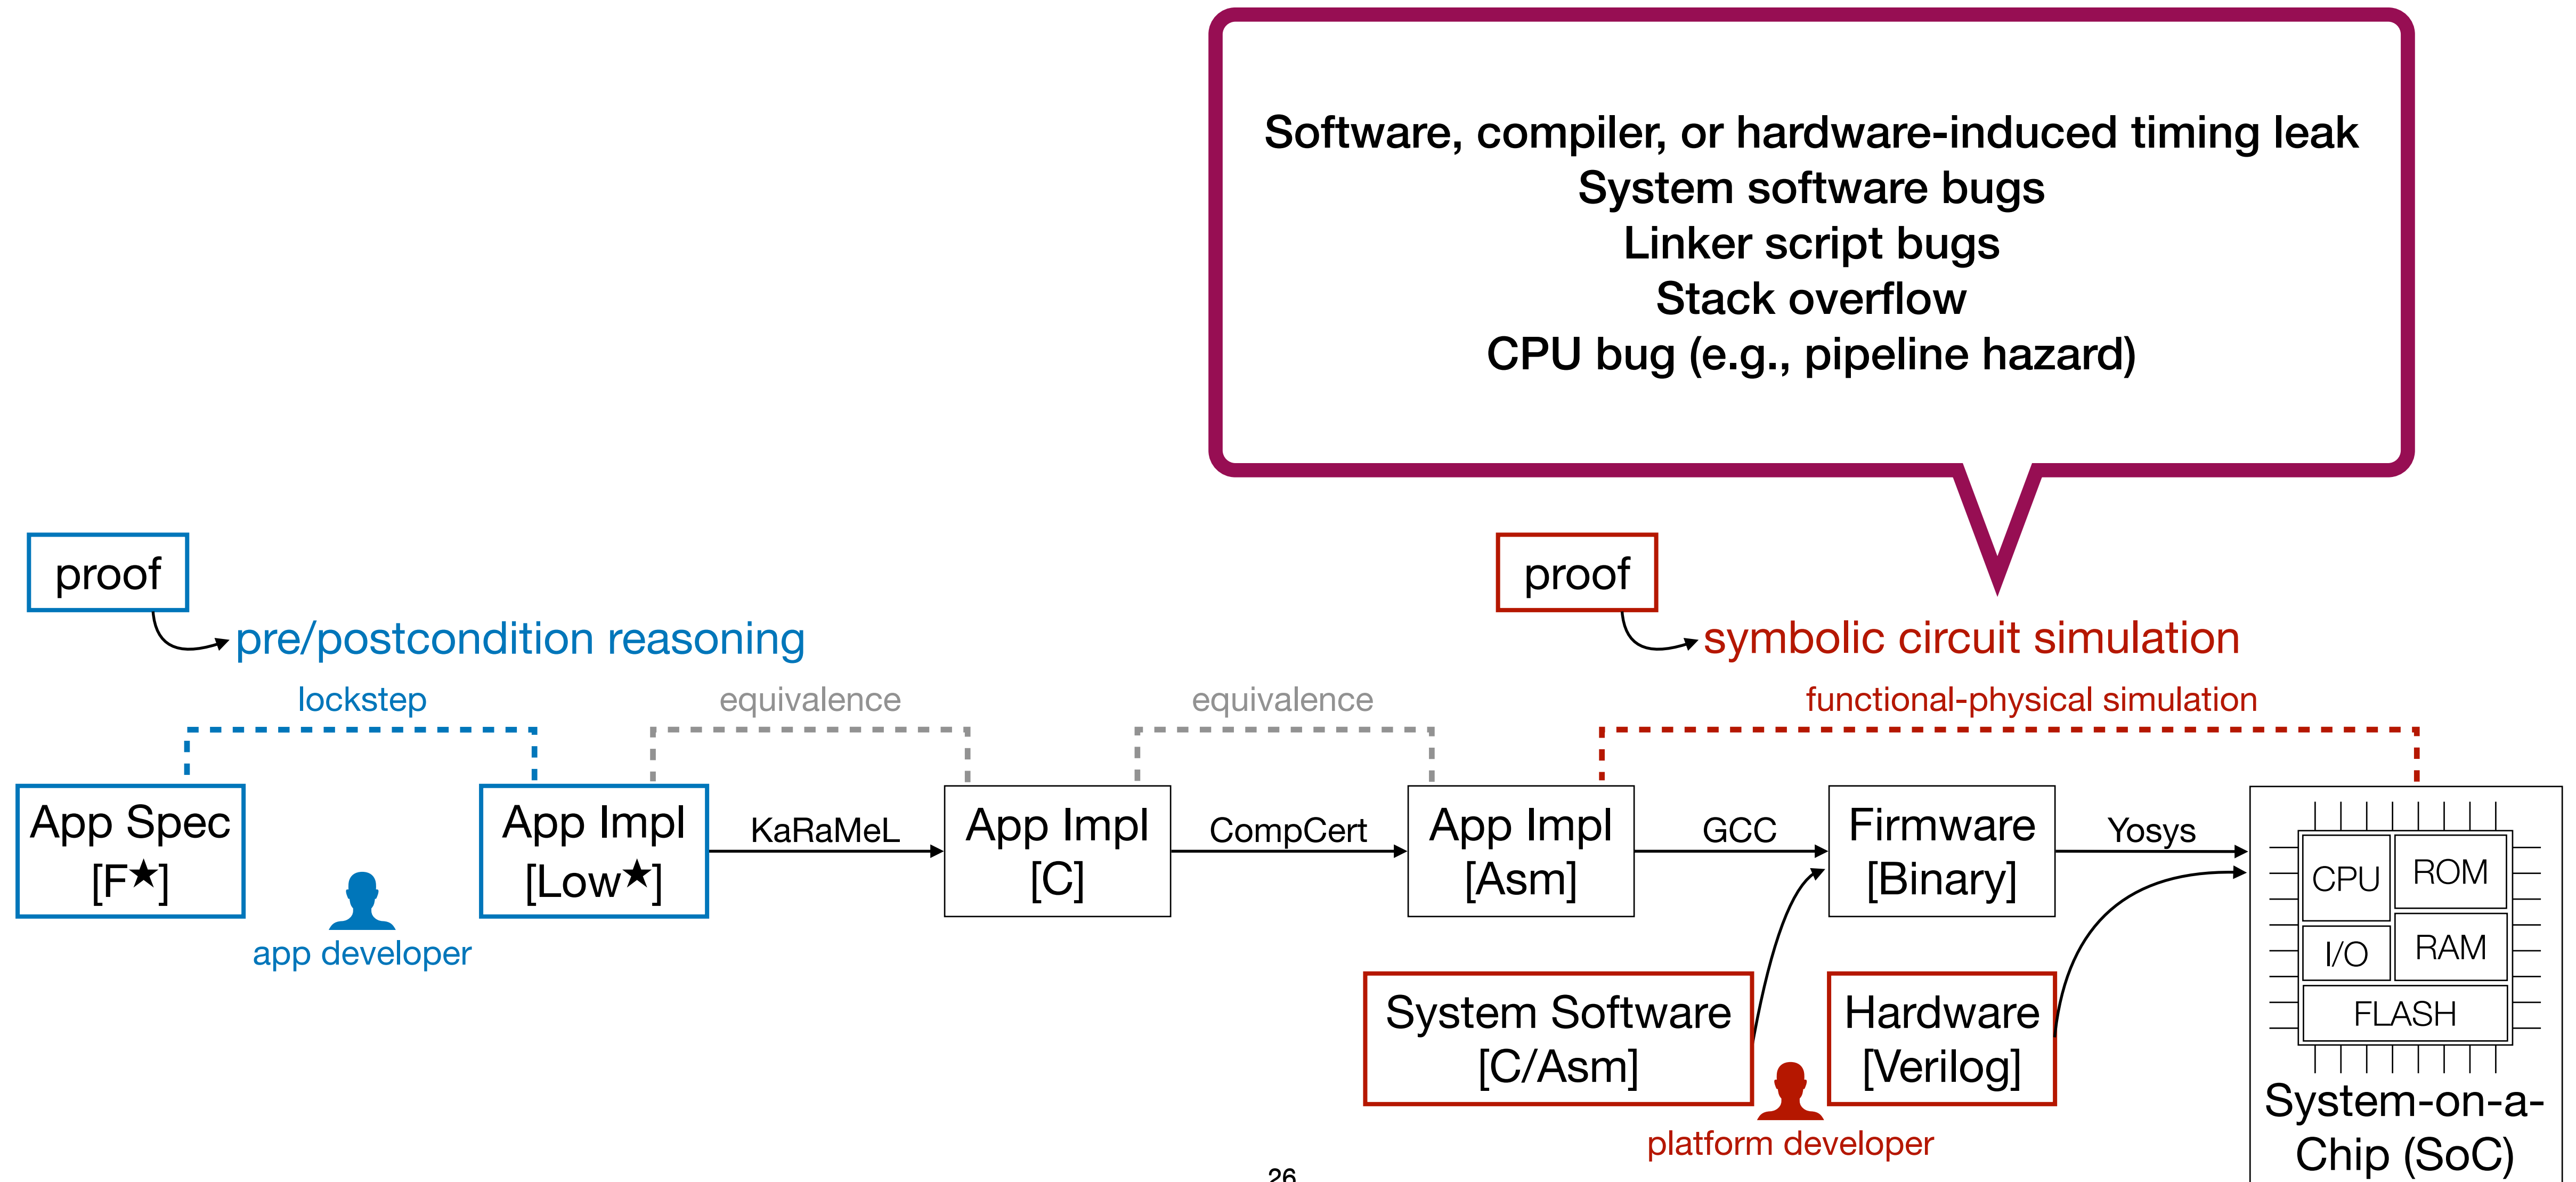 Software, compiler, or hardware-induced timing leak
System software bugs
Linker script bugs
Stack overflow
CPU bug (e.g., pipeline hazard)
proof
pre/postcondition reasoning
proof
symbolic circuit simulation
lockstep
equivalence
equivalence
functional-physical simulation
App Spec
[F★]
app developer
App Impl
[Low★]
KaRaMeL
App Impl
[C]
CompCert
App Impl
[Asm]
GCC
Firmware
[Binary]
Yosys
CPU
ROM
I/O
RAM
FLASH
System-on-a-
Chip (SoC)
System Software
[C/Asm]
Hardware
[Verilog]
platform developer
26